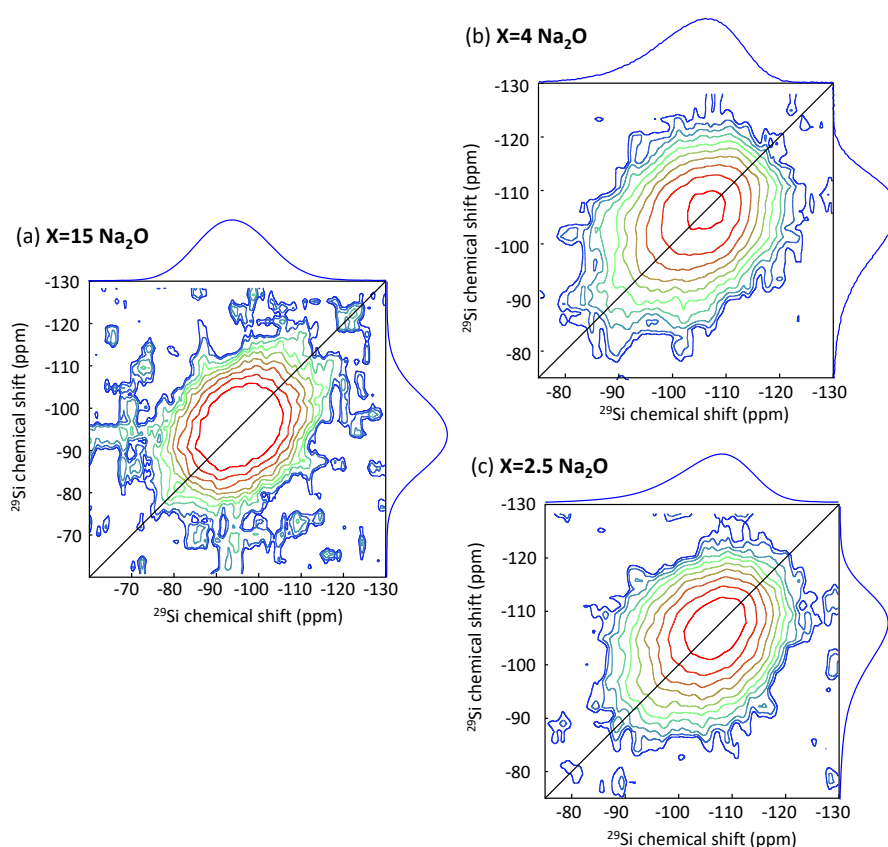 (b) X=4 Na₂O
-130
-120
-110
-100
-90
-80
²⁹Si chemical shift (ppm)
-80 -90 -100 -110 -120 -130
²⁹Si chemical shift (ppm)
(a) X=15 Na₂O
-130
-120
-110
-100
-90
-80
-70
²⁹Si chemical shift (ppm)
-70 -80 -90 -100 -110 -120 -130
²⁹Si chemical shift (ppm)
(c) X=2.5 Na₂O
-130
-120
-110
-100
-90
-80
²⁹Si chemical shift (ppm)
-80 -90 -100 -110 -120 -130
²⁹Si chemical shift (ppm)